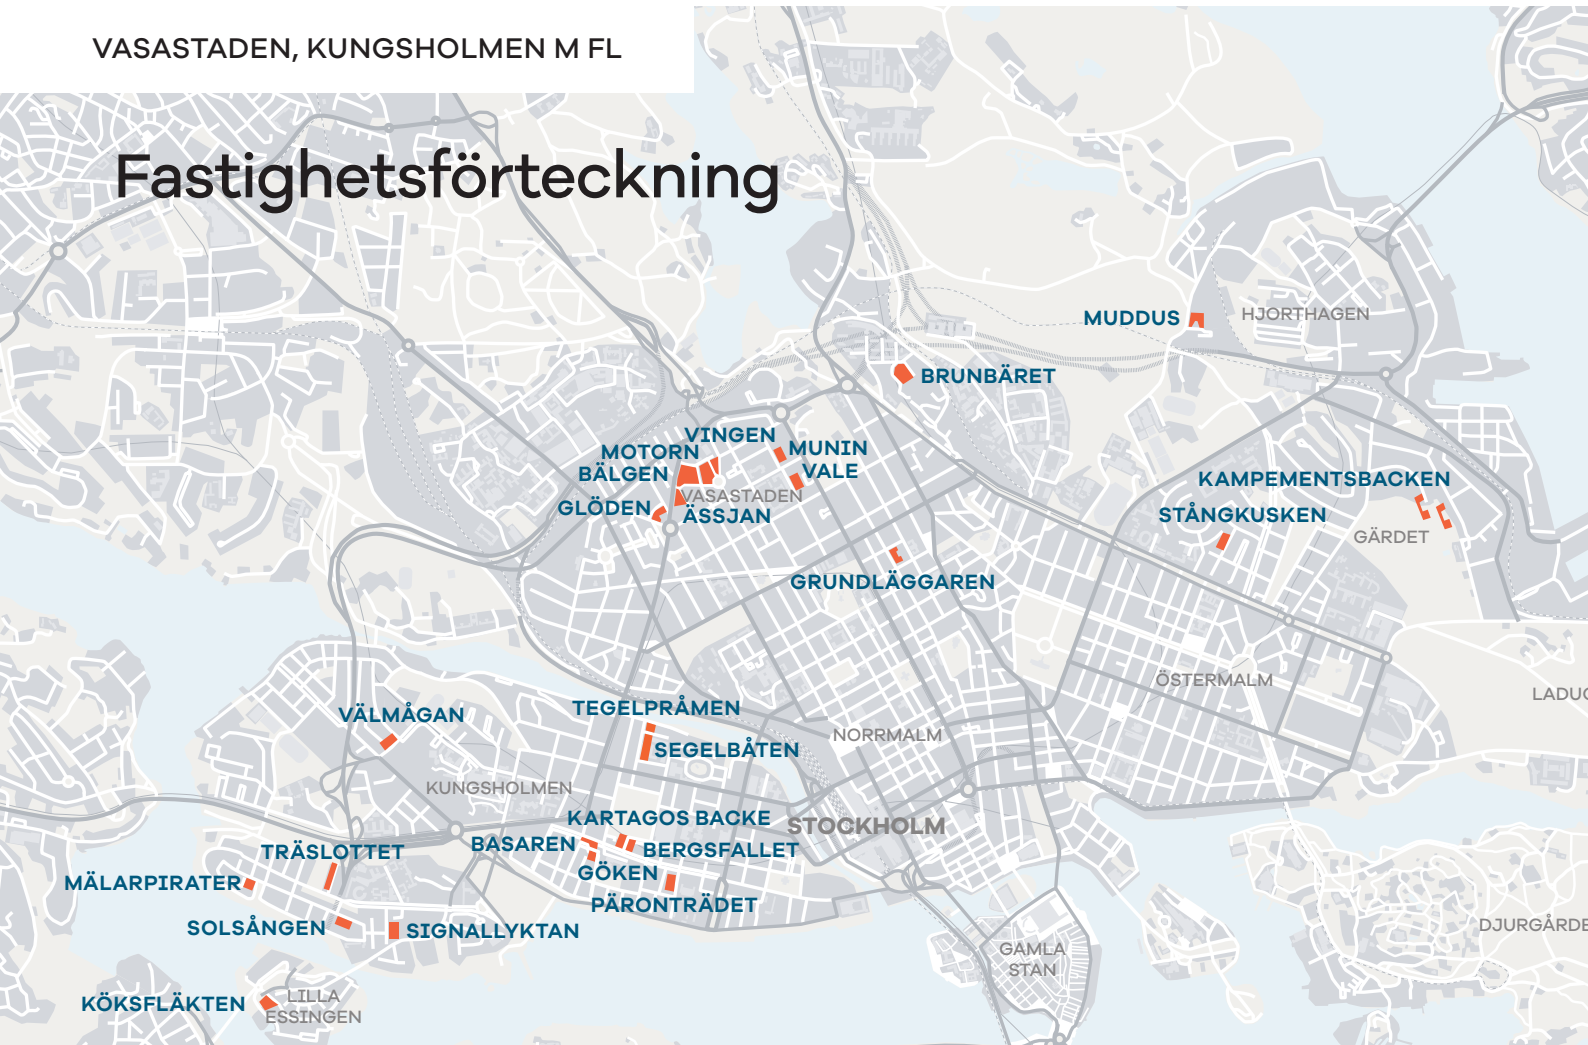 VASASTADEN, KUNGSHOLMEN M FL
Fastighetsförteckning
MUDDUS
HJORTHAGEN
BRUNBÄRET
VINGEN
MOTORN
MUNIN
BÄLGEN
VALE
KAMPEMENTSBACKEN
VASASTADEN
GLÖDEN
ÄSSJAN
STÅNGKUSKEN
GÄRDET
GRUNDLÄGGAREN
ÖSTERMALM
LADUG
VÄLMÅGAN
TEGELPRÅMEN
NORRMALM
SEGELBÅTEN
KUNGSHOLMEN
KARTAGOS BACKE
STOCKHOLM
BASAREN
BERGSFALLET
TRÄSLOTTET
GÖKEN
MÄLARPIRATER
PÄRONTRÄDET
SOLSÅNGEN
SIGNALLYKTAN
DJURGÅRDE
GAMLA
STAN
KÖKSFLÄKTEN
LILLA
ESSINGEN